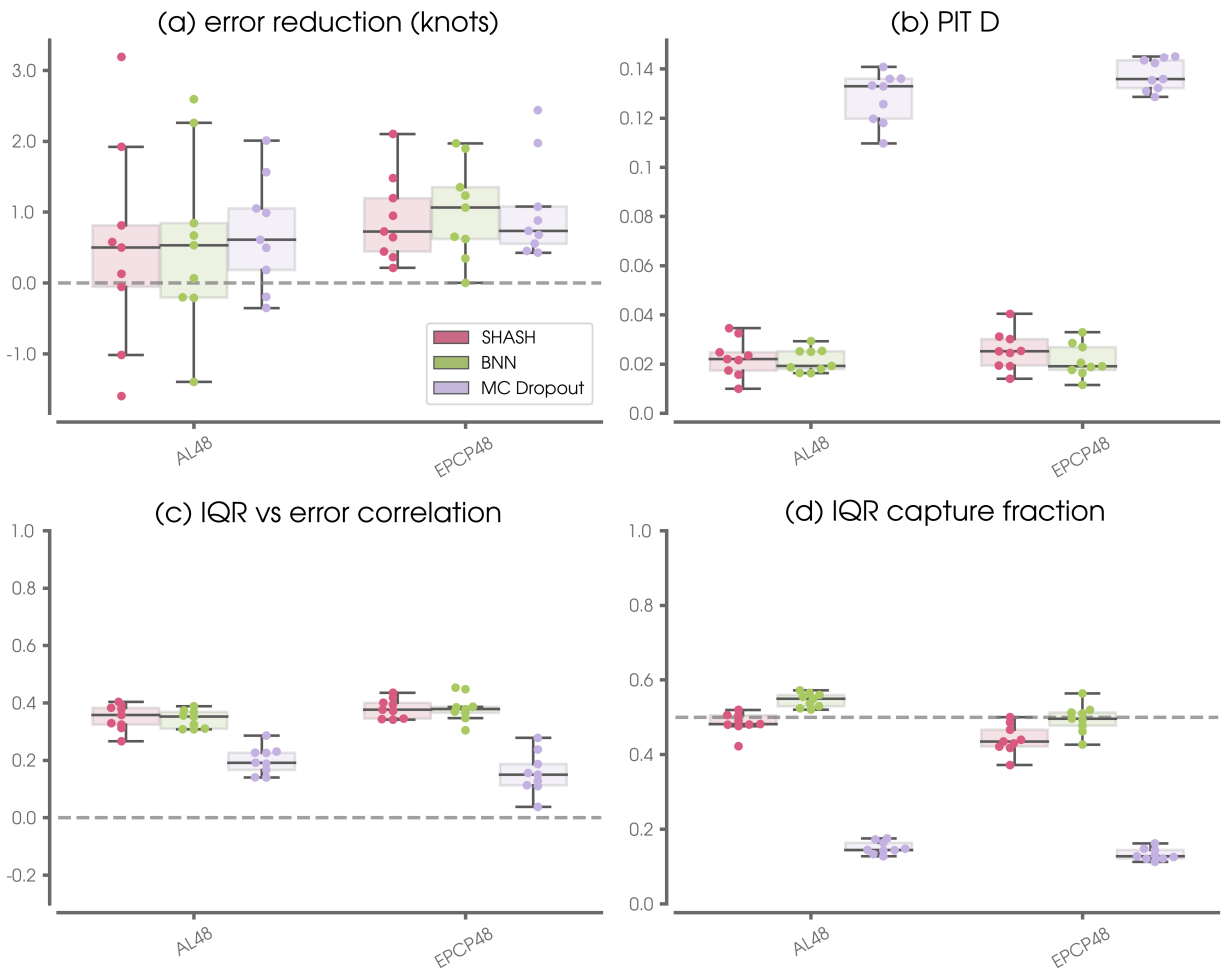 (a) error reduction (knots)
3.0
2.0
1.0
0.0
-1.0
SHASH
BNN
MC Dropout
AL48
EPCP48
(b) PIT D
0.14
0.12
0.1
0.08
0.06
0.04
0.02
0.0
AL48
EPCP48
(c) IQR vs error correlation
1.0
0.8
0.6
0.4
0.2
0.0
-0.2
AL48
EPCP48
(d) IQR capture fraction
1.0
0.8
0.6
0.4
0.2
0.0
AL48
EPCP48